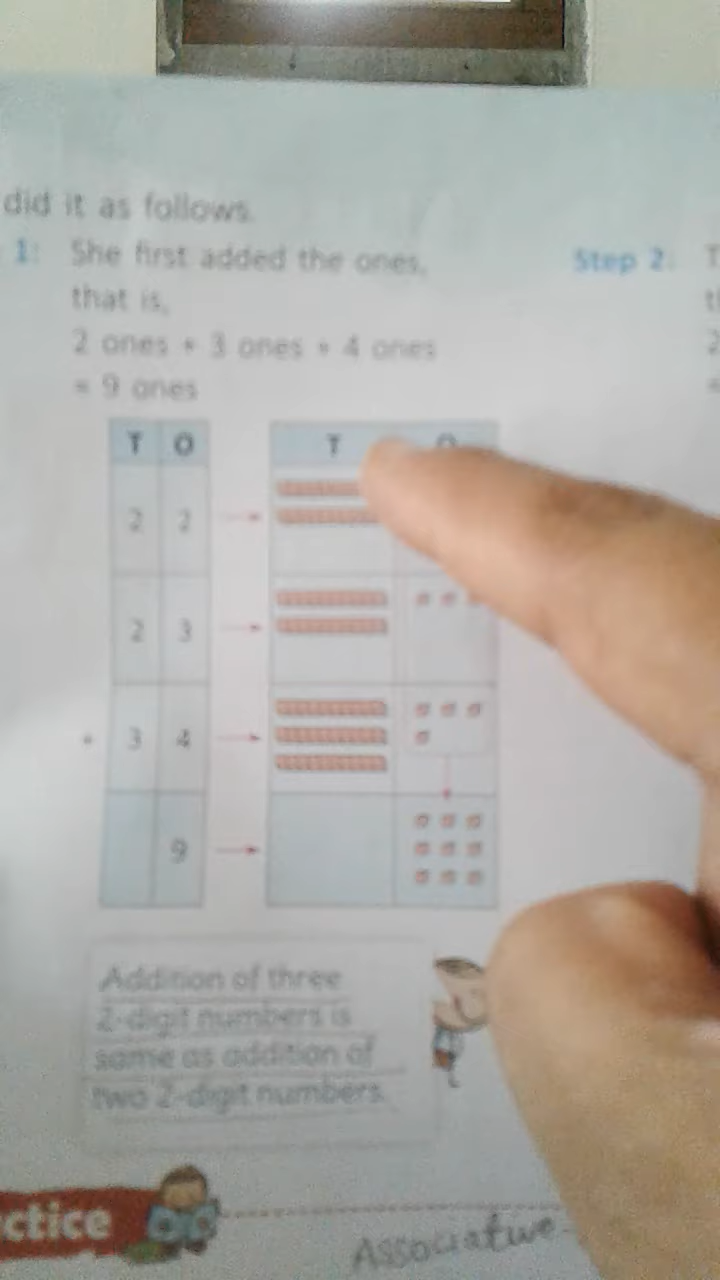 did it as follows.
1: She first added the ones,
that is,
2 ones + 3 ones + 4 ones
= 9 ones
Step 2:
T O
T O
2 2
2 3
+ 3 4
9
Addition of three
2-digit numbers is
same as addition of
two 2-digit numbers.
ctice
Associative